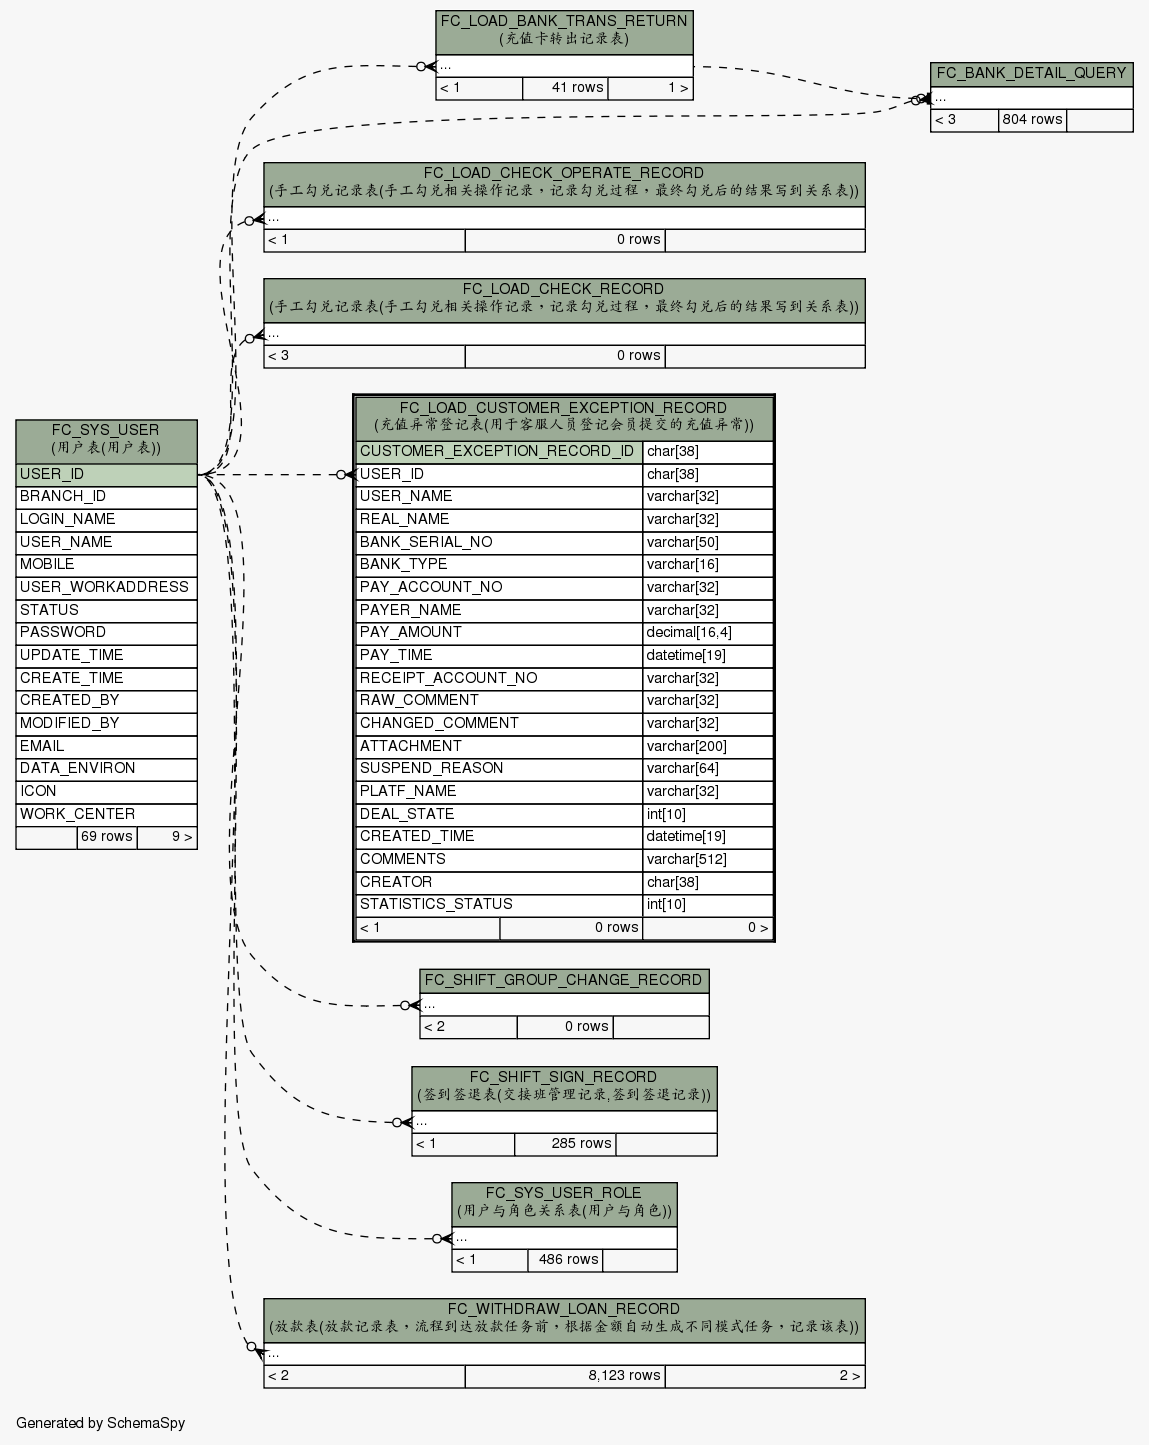 FC_LOAD_BANK_TRANS_RETURN
(充值卡转出记录表)
...
< 1 41 rows 1 >
FC_BANK_DETAIL_QUERY
...
< 3 804 rows
FC_LOAD_CHECK_OPERATE_RECORD
(手工勾兑记录表(手工勾兑相关操作记录，记录勾兑过程，最终勾兑后的结果写到关系表))
...
< 1 0 rows
FC_LOAD_CHECK_RECORD
(手工勾兑记录表(手工勾兑相关操作记录，记录勾兑过程，最终勾兑后的结果写到关系表))
...
< 3 0 rows
FC_SYS_USER
(用户表(用户表))
USER_ID
BRANCH_ID
LOGIN_NAME
USER_NAME
MOBILE
USER_WORKADDRESS
STATUS
PASSWORD
UPDATE_TIME
CREATE_TIME
CREATED_BY
MODIFIED_BY
EMAIL
DATA_ENVIRON
ICON
WORK_CENTER
69 rows 9 >
FC_LOAD_CUSTOMER_EXCEPTION_RECORD
(充值异常登记表(用于客服人员登记会员提交的充值异常))
CUSTOMER_EXCEPTION_RECORD_ID char[38]
USER_ID char[38]
USER_NAME varchar[32]
REAL_NAME varchar[32]
BANK_SERIAL_NO varchar[50]
BANK_TYPE varchar[16]
PAY_ACCOUNT_NO varchar[32]
PAYER_NAME varchar[32]
PAY_AMOUNT decimal[16,4]
PAY_TIME datetime[19]
RECEIPT_ACCOUNT_NO varchar[32]
RAW_COMMENT varchar[32]
CHANGED_COMMENT varchar[32]
ATTACHMENT varchar[200]
SUSPEND_REASON varchar[64]
PLATF_NAME varchar[32]
DEAL_STATE int[10]
CREATED_TIME datetime[19]
COMMENTS varchar[512]
CREATOR char[38]
STATISTICS_STATUS int[10]
< 1 0 rows 0 >
FC_SHIFT_GROUP_CHANGE_RECORD
...
< 2 0 rows
FC_SHIFT_SIGN_RECORD
(签到签退表(交接班管理记录,签到签退记录))
...
< 1 285 rows
FC_SYS_USER_ROLE
(用户与角色关系表(用户与角色))
...
< 1 486 rows
FC_WITHDRAW_LOAN_RECORD
(放款表(放款记录表，流程到达放款任务前，根据金额自动生成不同模式任务，记录该表))
...
< 2 8,123 rows 2 >
Generated by SchemaSpy